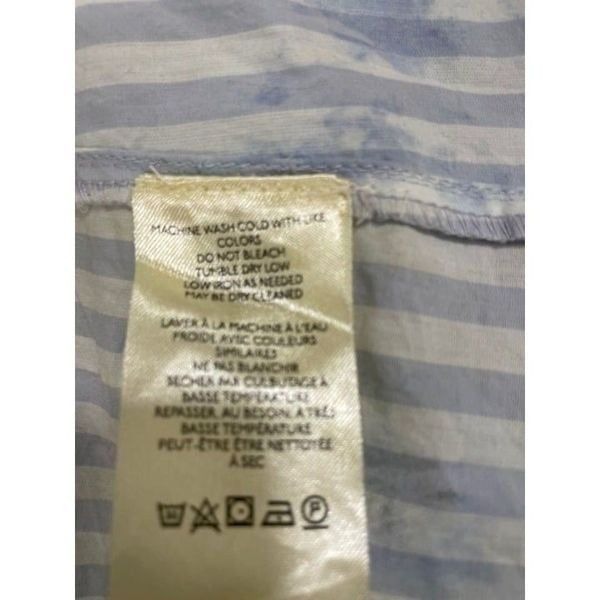 MACHINE WASH COLD WITH LIKE
COLORS
DO NOT BLEACH
TUMBLE DRY LOW
LOW IRON AS NEEDED
MAY BE DRY CLEANED
LAVER À LA MACHINE À L'EAU
FROIDE AVEC COULEURS
SIMILAIRES
NE PAS BLANCHIR
SÉCHER PAR CULBUTAGE À
BASSE TEMPÉRATURE
REPASSER, AU BESOIN, À TRÈS
BASSE TEMPÉRATURE
PEUT-ÊTRE ÊTRE NETTOYÉE
À SEC